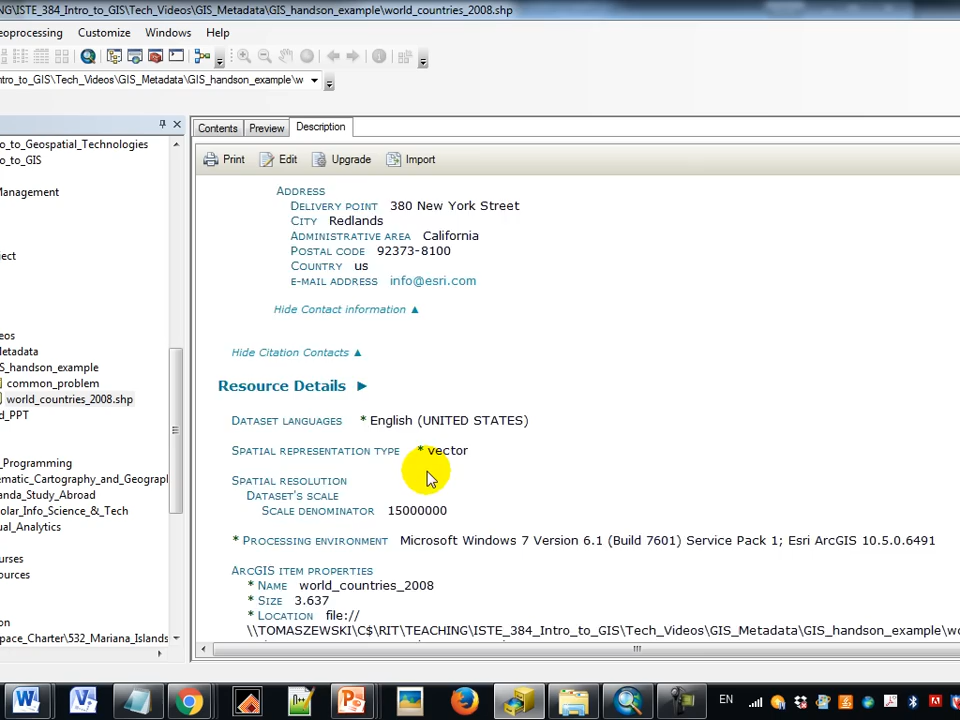 NG\ISTE_384_Intro_to_GIS\Tech_Videos\GIS_Metadata\GIS_handson_example\world_countries_2008.shp
eoprocessing Customize Windows Help
ntro_to_GIS\Tech_Videos\GIS_Metadata\GIS_handson_example\w
Contents Preview Description
Print Edit Upgrade Import
o_to_Geospatial_Technologies
o_to_GIS
Management
ject
eos
Metadata
S_handson_example
common_problem
world_countries_2008.shp
d_PPT
_Programming
ematic_Cartography_and_Geograpl
anda_Study_Abroad
olar_Info_Science_&_Tech
ual_Analytics
urses
ources
on
space_Charter\532_Mariana_Islands
ADDRESS
DELIVERY POINT 380 New York Street
CITY Redlands
ADMINISTRATIVE AREA California
POSTAL CODE 92373-8100
COUNTRY us
E-MAIL ADDRESS info@esri.com
Hide Contact information ▲
Hide Citation Contacts ▲
Resource Details ►
DATASET LANGUAGES * English (UNITED STATES)
SPATIAL REPRESENTATION TYPE * vector
SPATIAL RESOLUTION
DATASET'S SCALE
SCALE DENOMINATOR 15000000
* PROCESSING ENVIRONMENT Microsoft Windows 7 Version 6.1 (Build 7601) Service Pack 1; Esri ArcGIS 10.5.0.6491
ARCGIS ITEM PROPERTIES
* NAME world_countries_2008
* SIZE 3.637
* LOCATION file://
\\TOMASZEWSKI\C$\RIT\TEACHING\ISTE_384_Intro_to_GIS\Tech_Videos\GIS_Metadata\GIS_handson_example\wo
EN